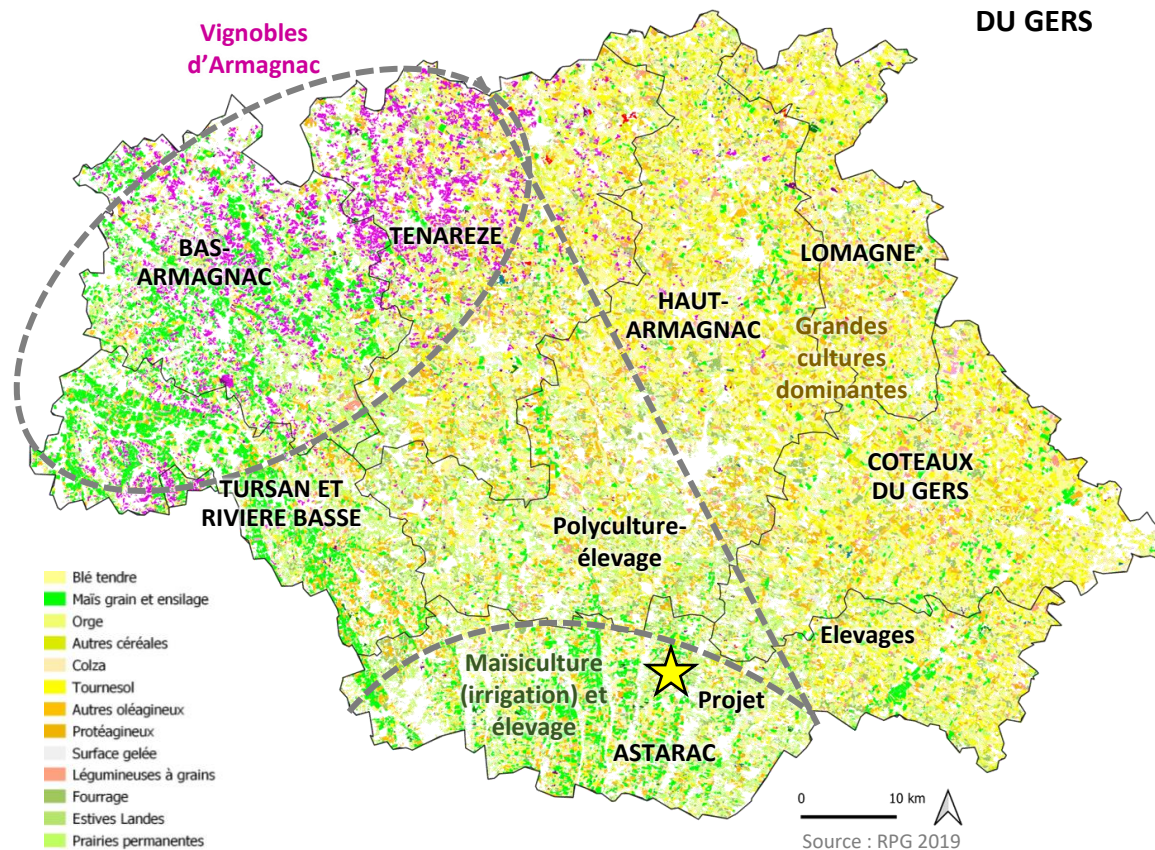 DU GERS
Vignobles
d’Armagnac
BAS-
ARMAGNAC
TENAREZE
LOMAGNE
HAUT-
ARMAGNAC
Grandes
cultures
dominantes
COTEAUX
DU GERS
TURSAN ET
RIVIERE BASSE
Polyculture-
élevage
Elevages
Maïsiculture
(irrigation) et
élevage
Projet
ASTARAC
Blé tendre
Maïs grain et ensilage
Orge
Autres céréales
Colza
Tournesol
Autres oléagineux
Protéagineux
Surface gelée
Légumineuses à grains
Fourrage
Estives Landes
Prairies permanentes
0 10 km
Source : RPG 2019